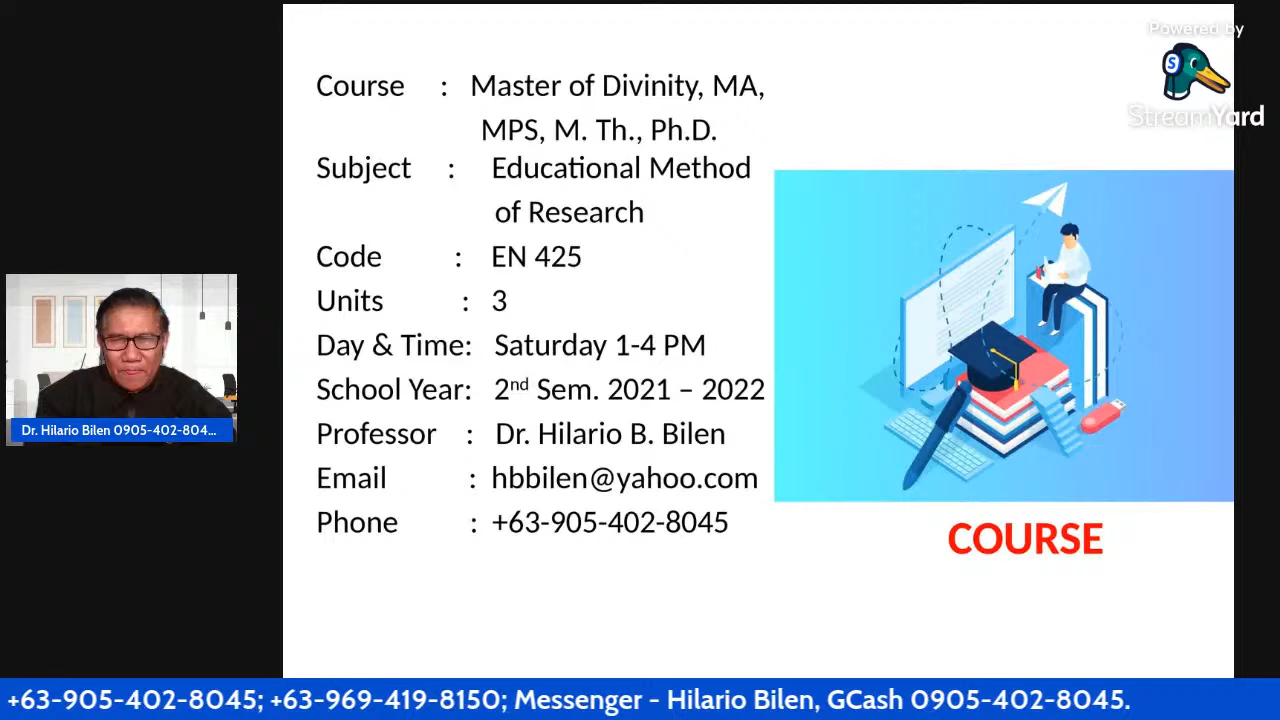 Powered by
StreamYard
Course : Master of Divinity, MA,
MPS, M. Th., Ph.D.
Subject : Educational Method
of Research
Code : EN 425
Units : 3
Day & Time: Saturday 1-4 PM
School Year: 2nd Sem. 2021 – 2022
Professor : Dr. Hilario B. Bilen
Email : hbbilen@yahoo.com
Phone : +63-905-402-8045
COURSE
S
Dr. Hilario Bilen 0905-402-804...
+63-905-402-8045; +63-969-419-8150; Messenger - Hilario Bilen, GCash 0905-402-8045.